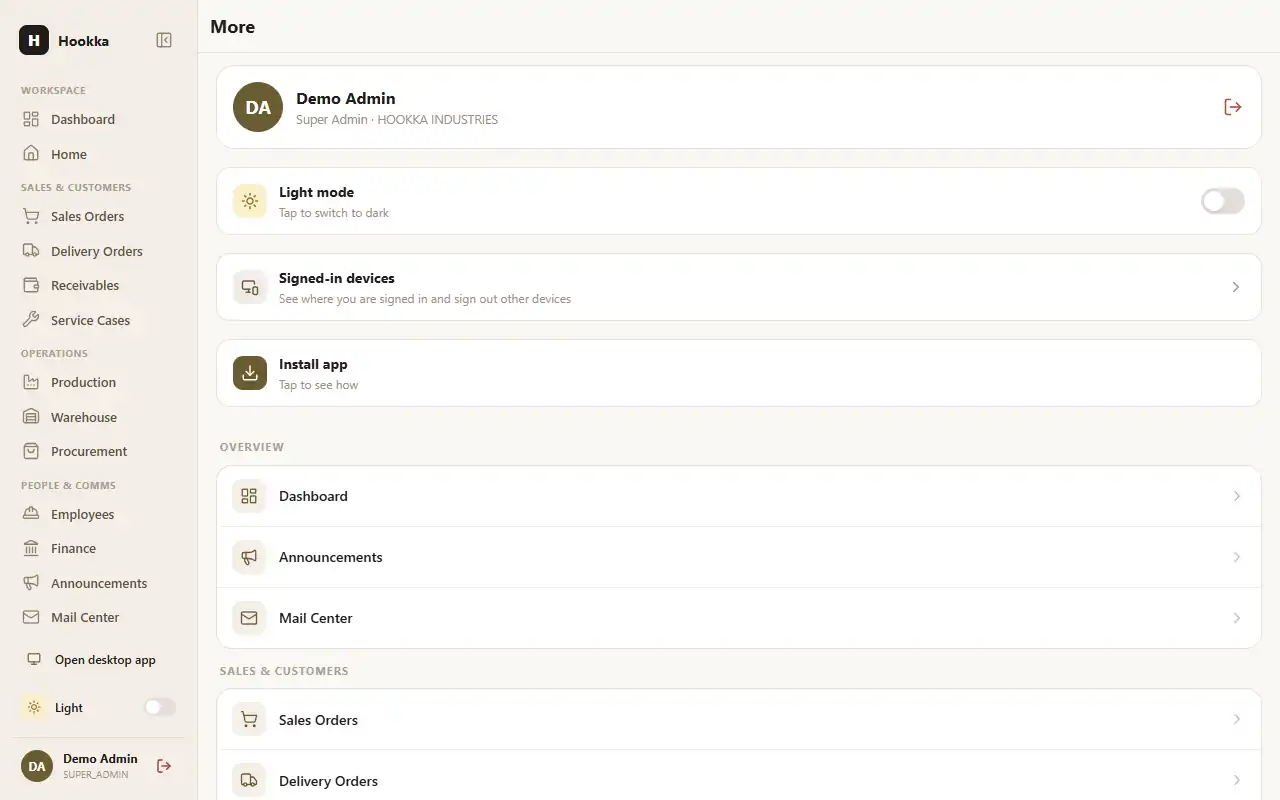 H
Hookka
WORKSPACE
Dashboard
Home
SALES & CUSTOMERS
Sales Orders
Delivery Orders
Receivables
Service Cases
OPERATIONS
Production
Warehouse
Procurement
PEOPLE & COMMS
Employees
Finance
Announcements
Mail Center
Open desktop app
Light
DA
Demo Admin
SUPER_ADMIN
More
DA
Demo Admin
Super Admin · HOOKKA INDUSTRIES
Light mode
Tap to switch to dark
Signed-in devices
See where you are signed in and sign out other devices
Install app
Tap to see how
OVERVIEW
Dashboard
Announcements
Mail Center
SALES & CUSTOMERS
Sales Orders
Delivery Orders